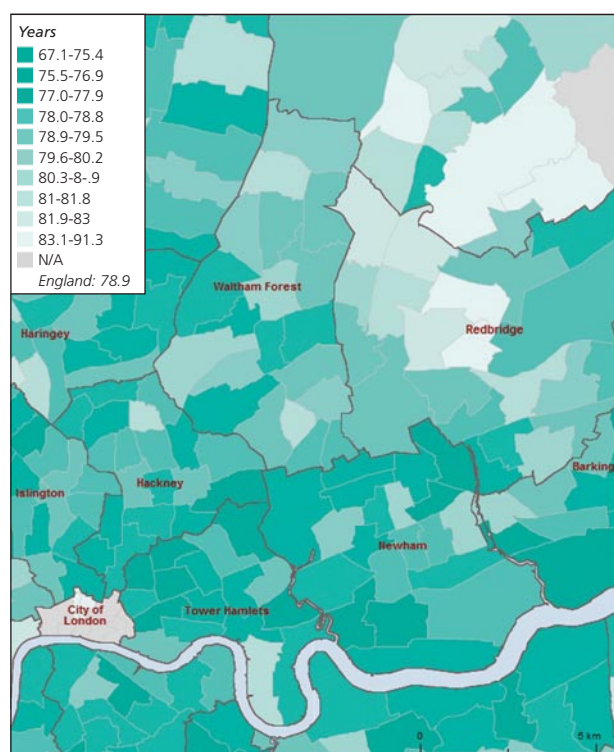 Years
67.1-75.4
75.5-76.9
77.0-77.9
78.0-78.8
78.9-79.5
79.6-80.2
80.3-8-.9
81-81.8
81.9-83
83.1-91.3
N/A
England: 78.9
Waltham Forest
Haringey
Redbridge
Barking
Islington
Hackney
Newham
City of
London
Tower Hamlets
0
5 km